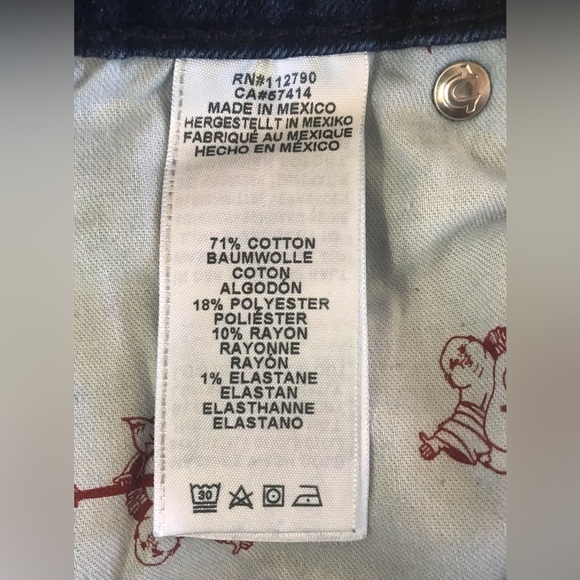 RN#112790
CA#57414
MADE IN MEXICO
HERGESTELLT IN MEXIKO
FABRIQUÉ AU MEXIQUE
HECHO EN MÉXICO
71% COTTON
BAUMWOLLE
COTON
ALGODÓN
18% POLYESTER
POLIÉSTER
10% RAYON
RAYONNE
RAYÓN
1% ELASTANE
ELASTAN
ELASTHANNE
ELASTANO
30